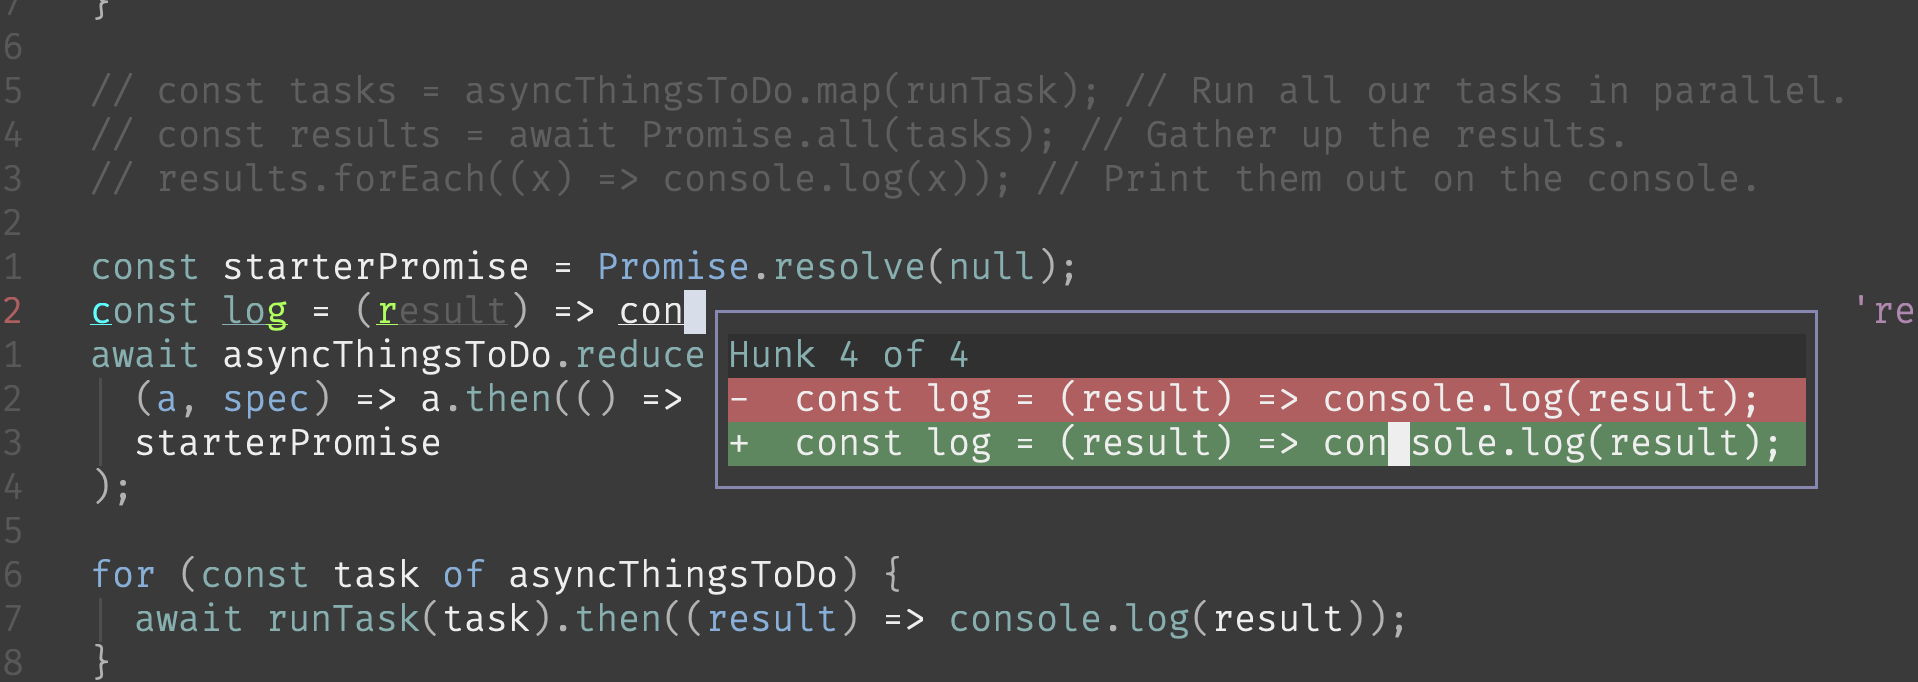 7 }
6
5 // const tasks = asyncThingsToDo.map(runTask); // Run all our tasks in parallel.
4 // const results = await Promise.all(tasks); // Gather up the results.
3 // results.forEach((x) => console.log(x)); // Print them out on the console.
2
1 const starterPromise = Promise.resolve(null);
2 const log = (result) => con 're
1 await asyncThingsToDo.reduce
Hunk 4 of 4
2 (a, spec) => a.then(() =>
- const log = (result) => console.log(result);
3 starterPromise
+ const log = (result) => con sole.log(result);
4 );
5
6 for (const task of asyncThingsToDo) {
7 await runTask(task).then((result) => console.log(result));
8 }